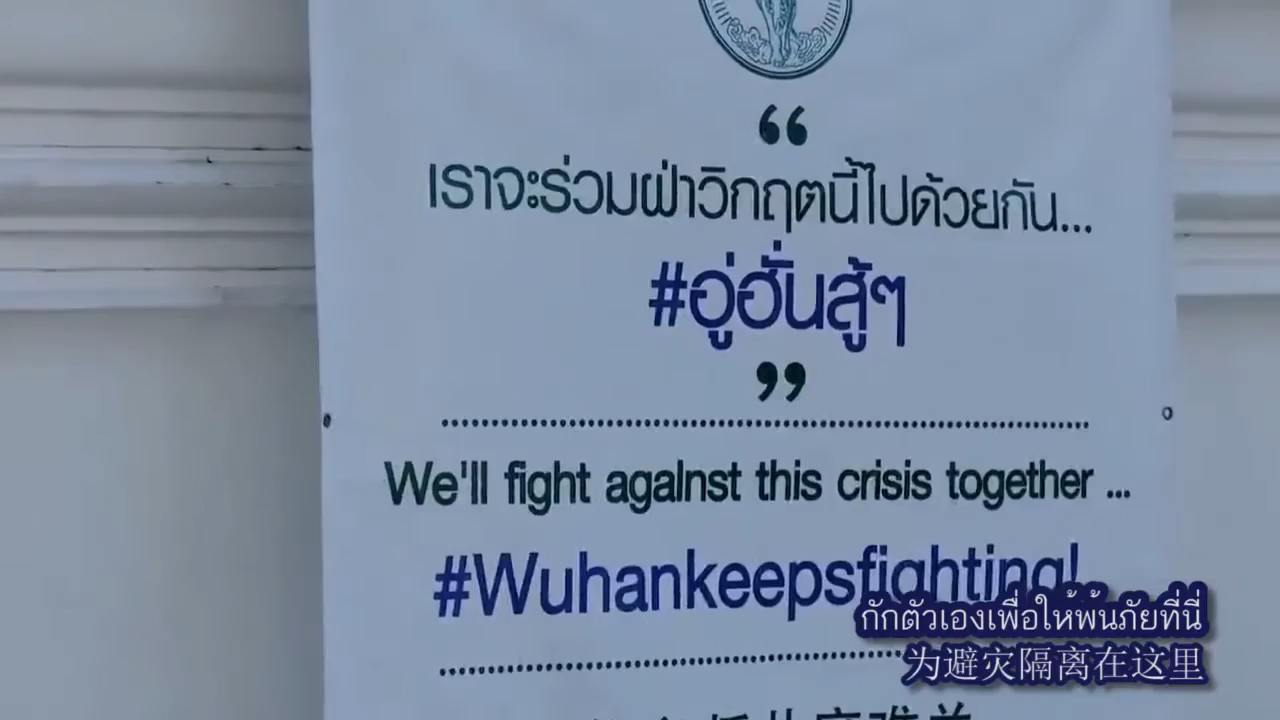 “
เราจะร่วมฝ่าวิกฤตนี้ไปด้วยกัน...
#อู่ฮั่นสู้ๆ
”
We'll fight against this crisis together ...
#Wuhankeepsfighting!
กักตัวเองเพื่อให้พ้นภัยที่นี่
为避灾隔离在这里